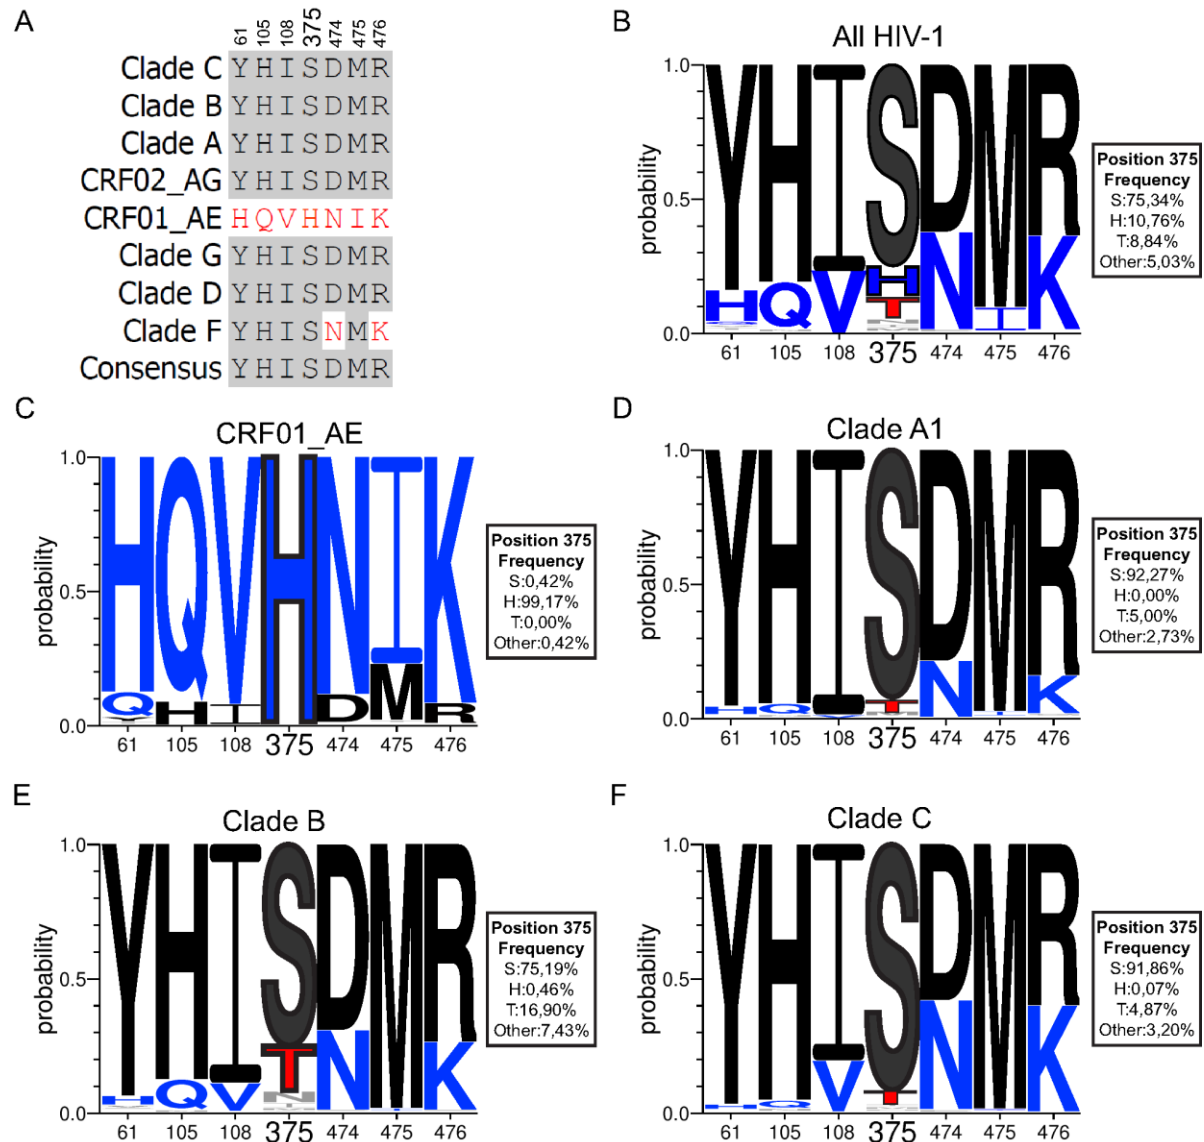 A
61 105 108 375 474 475 476
Clade C YHISDMR
Clade B YHISDMR
Clade A YHISDMR
CRF02_AG YHISDMR
CRF01_AE HQVHNIK
Clade G YHISDMR
Clade D YHISDMR
Clade F YHISNMK
Consensus YHISDMR
B
All HIV-1
probability
1.0
0.5
0.0
Y H I S D M R
H Q V H N I K
T
61 105 108 375 474 475 476
Position 375
Frequency
S:75,34%
H:10,76%
T:8,84%
Other:5,03%
C
CRF01_AE
probability
1.0
0.5
0.0
H Q V H N I K
Q H I D M R
61 105 108 375 474 475 476
Position 375
Frequency
S:0,42%
H:99,17%
T:0,00%
Other:0,42%
D
Clade A1
probability
1.0
0.5
0.0
Y H I S D M R
H Q V T N I K
61 105 108 375 474 475 476
Position 375
Frequency
S:92,27%
H:0,00%
T:5,00%
Other:2,73%
E
Clade B
probability
1.0
0.5
0.0
Y H I S D M R
H Q V T N K
N
61 105 108 375 474 475 476
Position 375
Frequency
S:75,19%
H:0,46%
T:16,90%
Other:7,43%
F
Clade C
probability
1.0
0.5
0.0
Y H I S D M R
H Q V T N K
61 105 108 375 474 475 476
Position 375
Frequency
S:91,86%
H:0,07%
T:4,87%
Other:3,20%